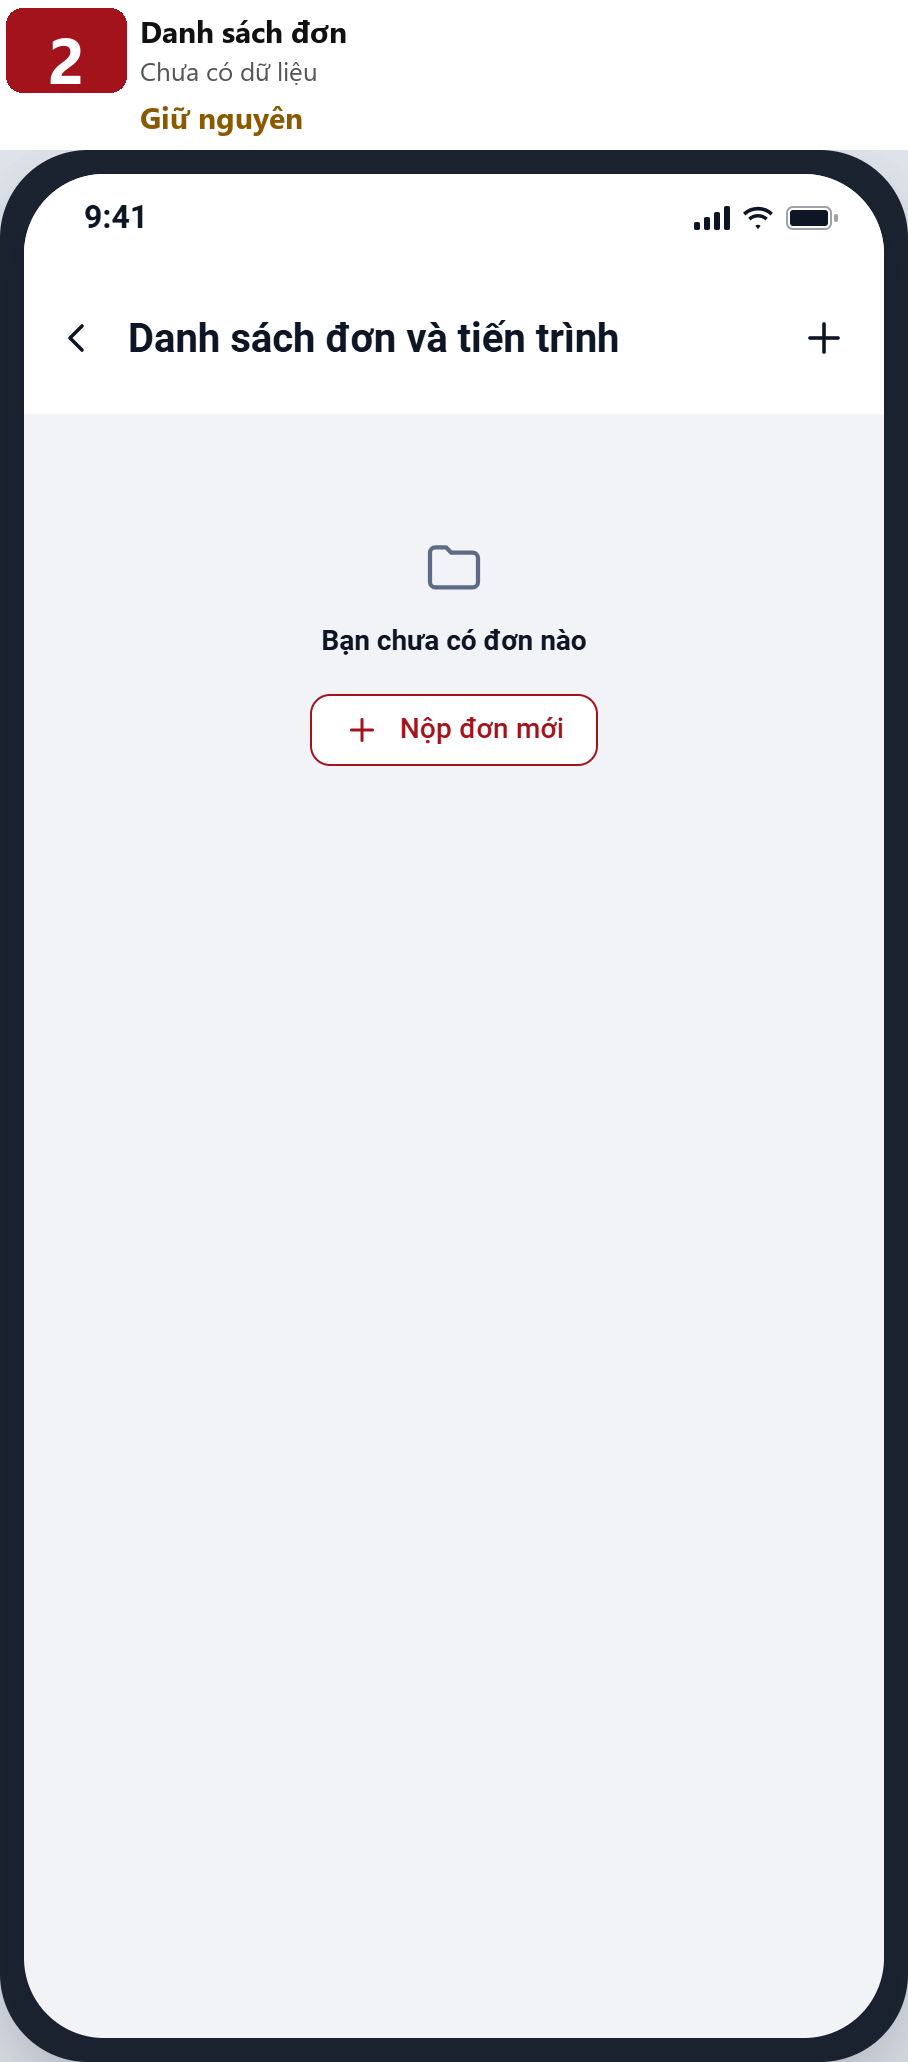 2
Danh sách đơn
Chưa có dữ liệu
Giữ nguyên
9:41
Danh sách đơn và tiến trình
Bạn chưa có đơn nào
Nộp đơn mới